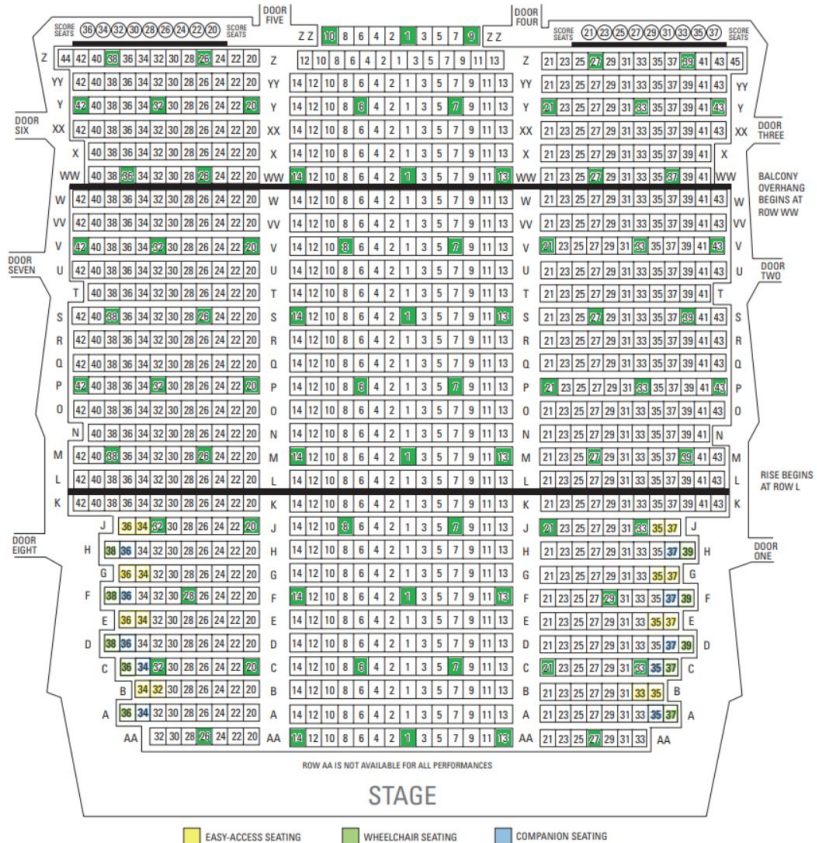 DOOR FIVE
DOOR FOUR
SCORE SEATS 36 34 32 30 28 26 24 22 20 SCORE SEATS
ZZ 10 8 6 4 2 1 3 5 7 9 ZZ
SCORE SEATS 21 23 25 27 29 31 33 35 37 SCORE SEATS
Z 44 42 40 38 36 34 32 30 28 26 24 22 20 Z 12 10 8 6 4 2 1 3 5 7 9 11 13 Z 21 23 25 27 29 31 33 35 37 39 41 43 45 Z
YY 42 40 38 36 34 32 30 28 26 24 22 20 YY 14 12 10 8 6 4 2 1 3 5 7 9 11 13 YY 21 23 25 27 29 31 33 35 37 39 41 43 YY
Y 42 40 38 36 34 32 30 28 26 24 22 20 Y 14 12 10 8 6 4 2 1 3 5 7 9 11 13 Y 21 23 25 27 29 31 33 35 37 39 41 43 Y
DOOR SIX
DOOR THREE
XX 42 40 38 36 34 32 30 28 26 24 22 20 XX 14 12 10 8 6 4 2 1 3 5 7 9 11 13 XX 21 23 25 27 29 31 33 35 37 39 41 43 XX
X 40 38 36 34 32 30 28 26 24 22 20 X 14 12 10 8 6 4 2 1 3 5 7 9 11 13 X 21 23 25 27 29 31 33 35 37 39 41 X
WW 40 38 36 34 32 30 28 26 24 22 20 WW 14 12 10 8 6 4 2 1 3 5 7 9 11 13 WW 21 23 25 27 29 31 33 35 37 39 41 WW
BALCONY
OVERHANG
BEGINS AT
ROW WW
W 42 40 38 36 34 32 30 28 26 24 22 20 W 14 12 10 8 6 4 2 1 3 5 7 9 11 13 W 21 23 25 27 29 31 33 35 37 39 41 43 W
VV 42 40 38 36 34 32 30 28 26 24 22 20 VV 14 12 10 8 6 4 2 1 3 5 7 9 11 13 VV 21 23 25 27 29 31 33 35 37 39 41 43 VV
V 42 40 38 36 34 32 30 28 26 24 22 20 V 14 12 10 8 6 4 2 1 3 5 7 9 11 13 V 21 23 25 27 29 31 33 35 37 39 41 43 V
DOOR SEVEN
DOOR TWO
U 42 40 38 36 34 32 30 28 26 24 22 20 U 14 12 10 8 6 4 2 1 3 5 7 9 11 13 U 21 23 25 27 29 31 33 35 37 39 41 43 U
T 40 38 36 34 32 30 28 26 24 22 20 T 14 12 10 8 6 4 2 1 3 5 7 9 11 13 T 21 23 25 27 29 31 33 35 37 39 41 T
S 42 40 38 36 34 32 30 28 26 24 22 20 S 14 12 10 8 6 4 2 1 3 5 7 9 11 13 S 21 23 25 27 29 31 33 35 37 39 41 43 S
R 42 40 38 36 34 32 30 28 26 24 22 20 R 14 12 10 8 6 4 2 1 3 5 7 9 11 13 R 21 23 25 27 29 31 33 35 37 39 41 43 R
Q 42 40 38 36 34 32 30 28 26 24 22 20 Q 14 12 10 8 6 4 2 1 3 5 7 9 11 13 Q 21 23 25 27 29 31 33 35 37 39 41 43 Q
P 42 40 38 36 34 32 30 28 26 24 22 20 P 14 12 10 8 6 4 2 1 3 5 7 9 11 13 P 21 23 25 27 29 31 33 35 37 39 41 43 P
O 42 40 38 36 34 32 30 28 26 24 22 20 O 14 12 10 8 6 4 2 1 3 5 7 9 11 13 O 21 23 25 27 29 31 33 35 37 39 41 43 O
N 40 38 36 34 32 30 28 26 24 22 20 N 14 12 10 8 6 4 2 1 3 5 7 9 11 13 N 21 23 25 27 29 31 33 35 37 39 41 N
M 42 40 38 36 34 32 30 28 26 24 22 20 M 14 12 10 8 6 4 2 1 3 5 7 9 11 13 M 21 23 25 27 29 31 33 35 37 39 41 43 M
L 42 40 38 36 34 32 30 28 26 24 22 20 L 14 12 10 8 6 4 2 1 3 5 7 9 11 13 L 21 23 25 27 29 31 33 35 37 39 41 43 L
RISE BEGINS
AT ROW L
K 42 40 38 36 34 32 30 28 26 24 22 20 K 14 12 10 8 6 4 2 1 3 5 7 9 11 13 K 21 23 25 27 29 31 33 35 37 39 41 43 K
J 36 34 32 30 28 26 24 22 20 J 14 12 10 8 6 4 2 1 3 5 7 9 11 13 J 21 23 25 27 29 31 33 35 37 J
DOOR EIGHT
DOOR ONE
H 38 36 34 32 30 28 26 24 22 20 H 14 12 10 8 6 4 2 1 3 5 7 9 11 13 H 21 23 25 27 29 31 33 35 37 39 H
G 36 34 32 30 28 26 24 22 20 G 14 12 10 8 6 4 2 1 3 5 7 9 11 13 G 21 23 25 27 29 31 33 35 37 G
F 38 36 34 32 30 28 26 24 22 20 F 14 12 10 8 6 4 2 1 3 5 7 9 11 13 F 21 23 25 27 29 31 33 35 37 39 F
E 36 34 32 30 28 26 24 22 20 E 14 12 10 8 6 4 2 1 3 5 7 9 11 13 E 21 23 25 27 29 31 33 35 37 E
D 38 36 34 32 30 28 26 24 22 20 D 14 12 10 8 6 4 2 1 3 5 7 9 11 13 D 21 23 25 27 29 31 33 35 37 39 D
C 36 34 32 30 28 26 24 22 20 C 14 12 10 8 6 4 2 1 3 5 7 9 11 13 C 21 23 25 27 29 31 33 35 37 C
B 34 32 30 28 26 24 22 20 B 14 12 10 8 6 4 2 1 3 5 7 9 11 13 B 21 23 25 27 29 31 33 35 B
A 36 34 32 30 28 26 24 22 20 A 14 12 10 8 6 4 2 1 3 5 7 9 11 13 A 21 23 25 27 29 31 33 35 37 A
AA 32 30 28 26 24 22 20 AA 14 12 10 8 6 4 2 1 3 5 7 9 11 13 AA 21 23 25 27 29 31 33 AA
ROW AA IS NOT AVAILABLE FOR ALL PERFORMANCES
STAGE
EASY-ACCESS SEATING WHEELCHAIR SEATING COMPANION SEATING